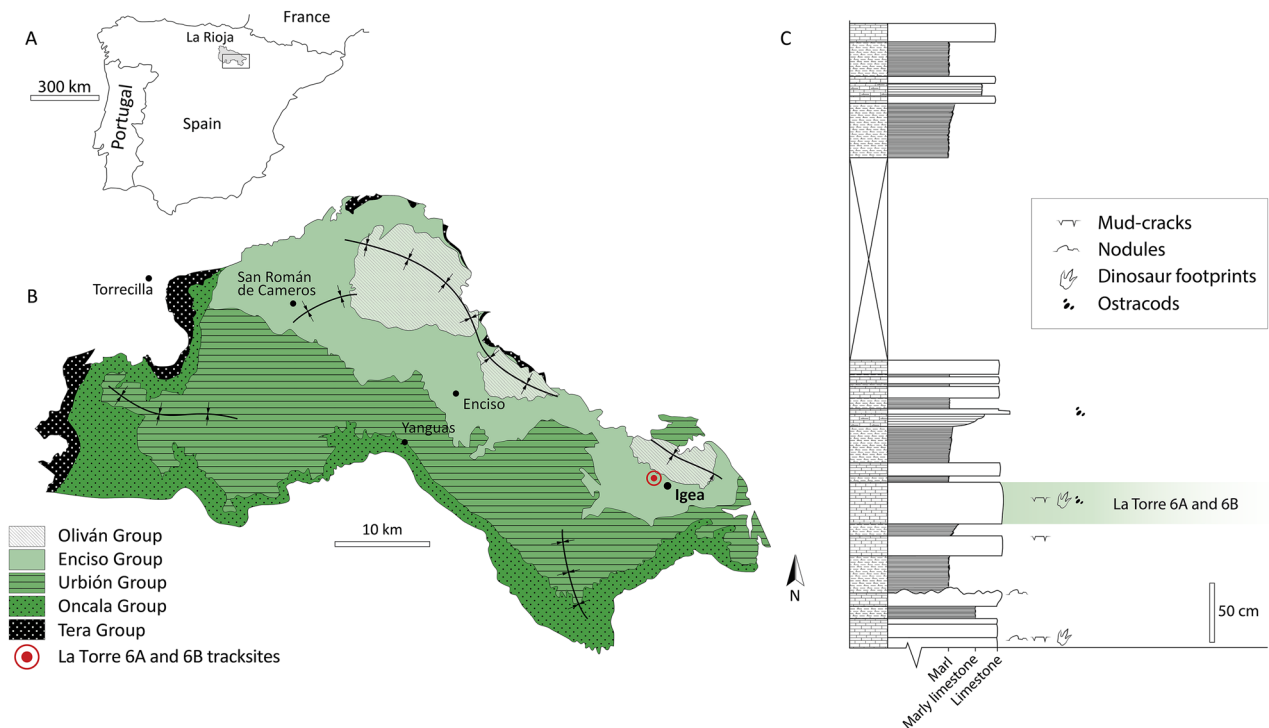 A
France
La Rioja
300 km
Portugal
Spain
B
Torrecilla
San Román
de Cameros
Enciso
Yanguas
Igea
10 km
N
Oliván Group
Enciso Group
Urbión Group
Oncala Group
Tera Group
La Torre 6A and 6B tracksites
C
Mud-cracks
Nodules
Dinosaur footprints
Ostracods
La Torre 6A and 6B
50 cm
Marl
Marly limestone
Limestone